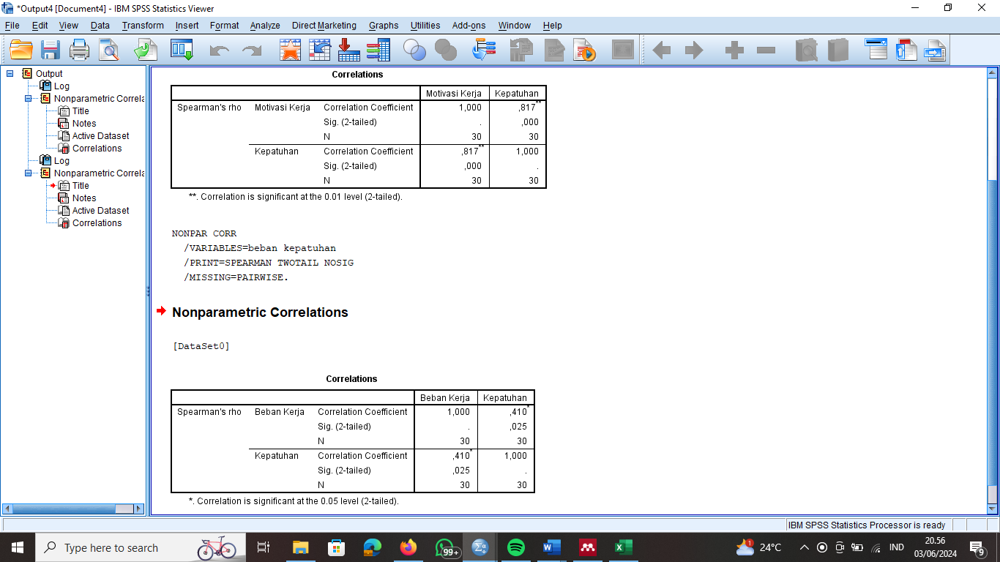 *Output4 [Document4] - IBM SPSS Statistics Viewer
File Edit View Data Transform Insert Format Analyze Direct Marketing Graphs Utilities Add-ons Window Help
Output
Log
Nonparametric Correla
Title
Notes
Active Dataset
Correlations
Log
Nonparametric Correla
Title
Notes
Active Dataset
Correlations
Correlations
Motivasi Kerja Kepatuhan
Spearman's rho Motivasi Kerja Correlation Coefficient 1,000 ,817**
Sig. (2-tailed) . ,000
N 30 30
Kepatuhan Correlation Coefficient ,817** 1,000
Sig. (2-tailed) ,000 .
N 30 30
**. Correlation is significant at the 0.01 level (2-tailed).
NONPAR CORR
/VARIABLES=beban kepatuhan
/PRINT=SPEARMAN TWOTAIL NOSIG
/MISSING=PAIRWISE.
Nonparametric Correlations
[DataSet0]
Correlations
Beban Kerja Kepatuhan
Spearman's rho Beban Kerja Correlation Coefficient 1,000 ,410*
Sig. (2-tailed) . ,025
N 30 30
Kepatuhan Correlation Coefficient ,410* 1,000
Sig. (2-tailed) ,025 .
N 30 30
*. Correlation is significant at the 0.05 level (2-tailed).
IBM SPSS Statistics Processor is ready
Type here to search
99+
W
X
1
24°C
IND
20.56
03/06/2024
9